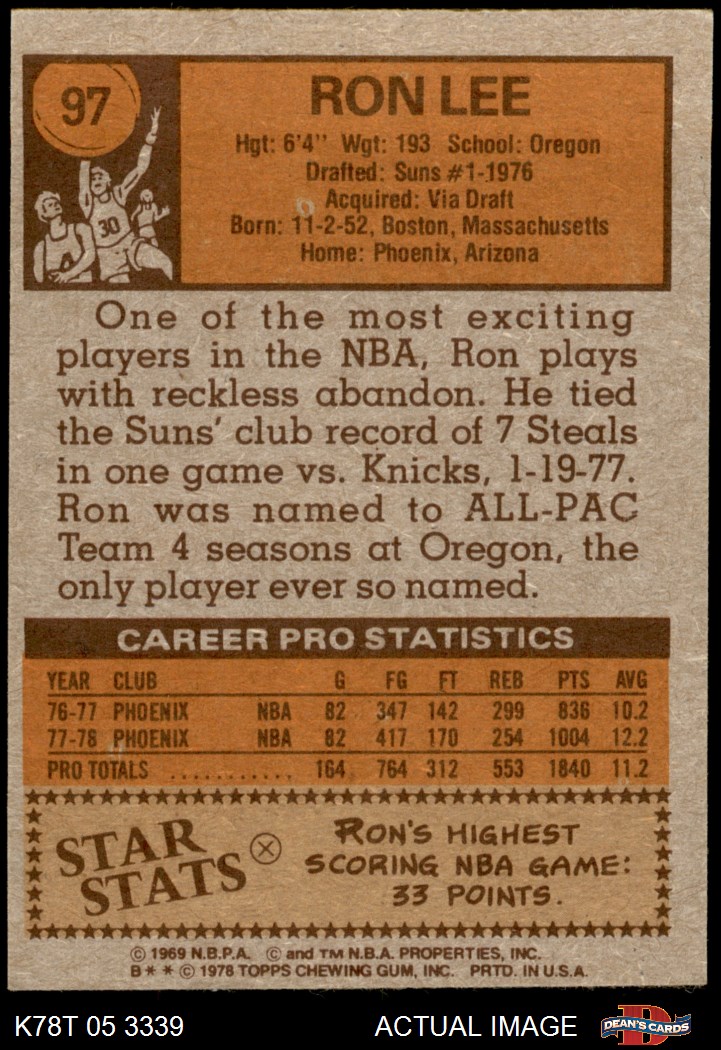 97
RON LEE
Hgt: 6'4" Wgt: 193 School: Oregon
Drafted: Suns #1-1976
Acquired: Via Draft
Born: 11-2-52, Boston, Massachusetts
Home: Phoenix, Arizona
30
4
One of the most exciting
players in the NBA, Ron plays
with reckless abandon. He tied
the Suns' club record of 7 Steals
in one game vs. Knicks, 1-19-77.
Ron was named to ALL-PAC
Team 4 seasons at Oregon, the
only player ever so named.
CAREER PRO STATISTICS
YEAR CLUB G FG FT REB PTS AVG
76-77 PHOENIX NBA 82 347 142 299 836 10.2
77-78 PHOENIX NBA 82 417 170 254 1004 12.2
PRO TOTALS ........... 164 764 312 553 1840 11.2
STAR
STATS
RON'S HIGHEST
SCORING NBA GAME:
33 POINTS.
© 1969 N.B.P.A. © and TM N.B.A. PROPERTIES, INC.
B * * © 1978 TOPPS CHEWING GUM, INC. PRTD. IN U.S.A.
K78T 05 3339 ACTUAL IMAGE DEAN'S CARDS